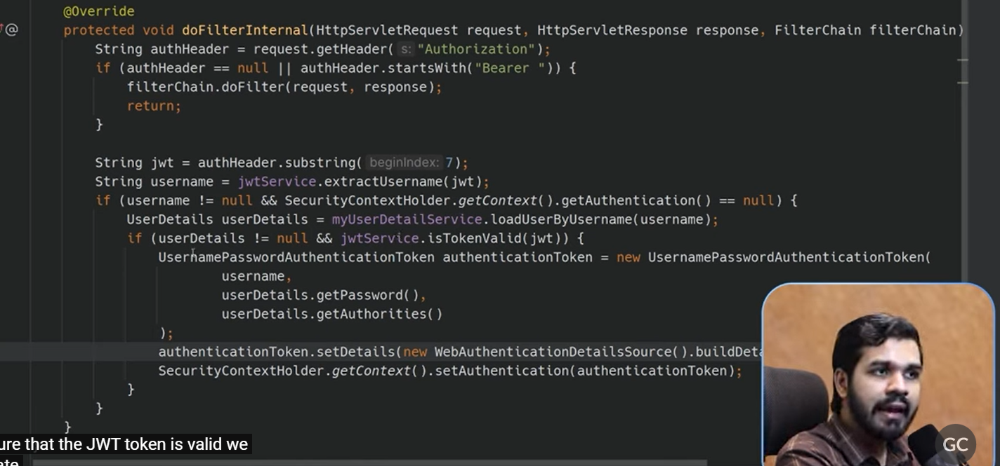 @Override
@ protected void doFilterInternal(HttpServletRequest request, HttpServletResponse response, FilterChain filterChain)
String authHeader = request.getHeader( s: "Authorization");
if (authHeader == null || authHeader.startsWith("Bearer ")) {
filterChain.doFilter(request, response);
return;
}
String jwt = authHeader.substring( beginIndex: 7);
String username = jwtService.extractUsername(jwt);
if (username != null && SecurityContextHolder.getContext().getAuthentication() == null) {
UserDetails userDetails = myUserDetailService.loadUserByUsername(username);
if (userDetails != null && jwtService.isTokenValid(jwt)) {
UsernamePasswordAuthenticationToken authenticationToken = new UsernamePasswordAuthenticationToken(
username,
userDetails.getPassword(),
userDetails.getAuthorities()
);
authenticationToken.setDetails(new WebAuthenticationDetailsSource().buildDeta
SecurityContextHolder.getContext().setAuthentication(authenticationToken);
}
}
}
ure that the JWT token is valid we
ate
GC